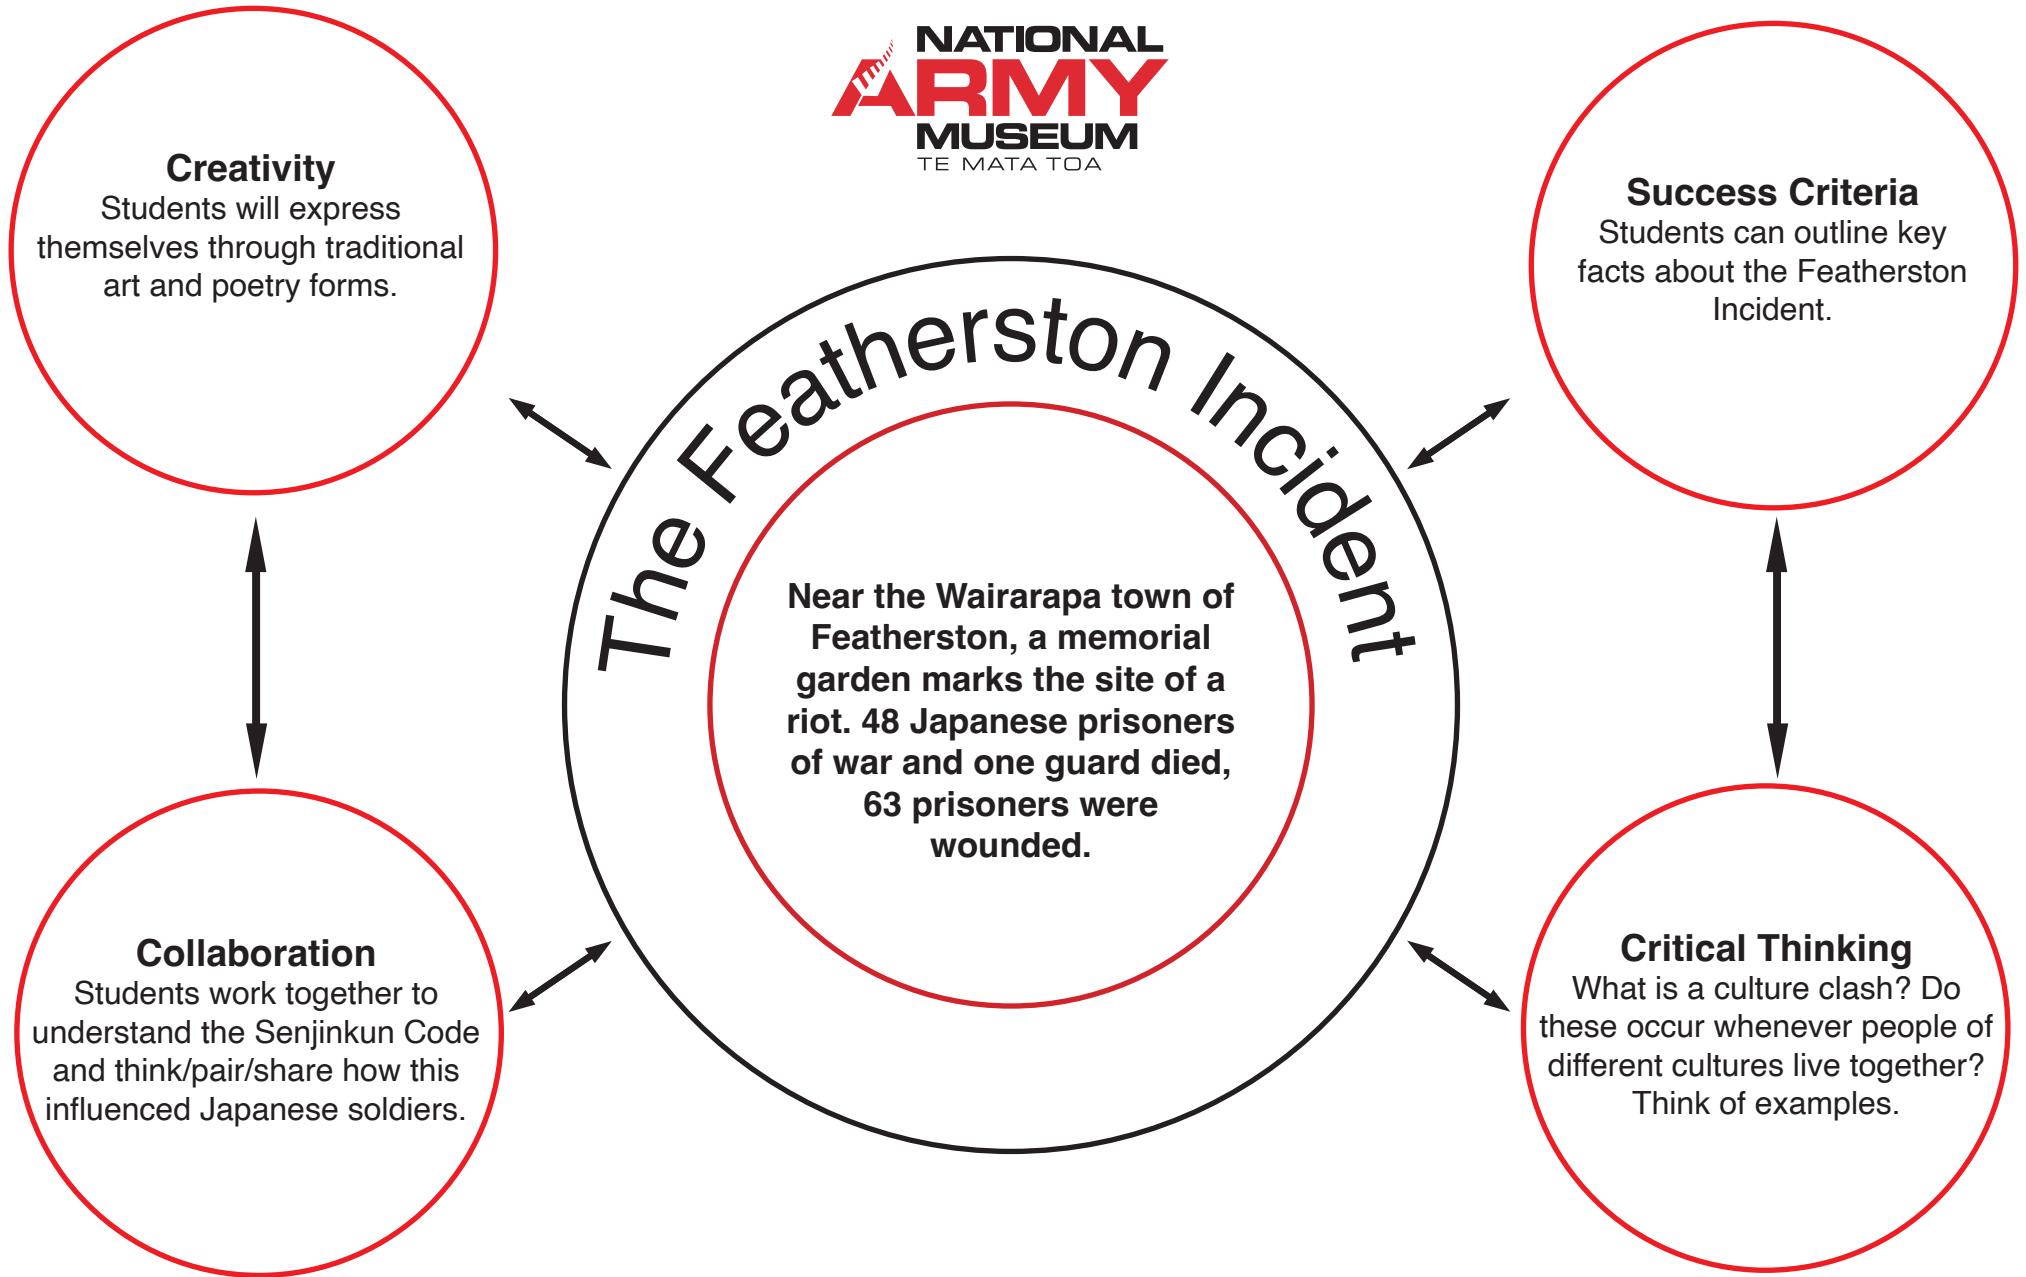 NATIONAL
ARMY
MUSEUM
TE MATA TOA
Creativity
Students will express
themselves through traditional
art and poetry forms.
Success Criteria
Students can outline key
facts about the Featherston
Incident.
The Featherston Incident
Near the Wairarapa town of
Featherston, a memorial
garden marks the site of a
riot. 48 Japanese prisoners
of war and one guard died,
63 prisoners were
wounded.
Collaboration
Students work together to
understand the Senjinkun Code
and think/pair/share how this
influenced Japanese soldiers.
Critical Thinking
What is a culture clash? Do
these occur whenever people of
different cultures live together?
Think of examples.